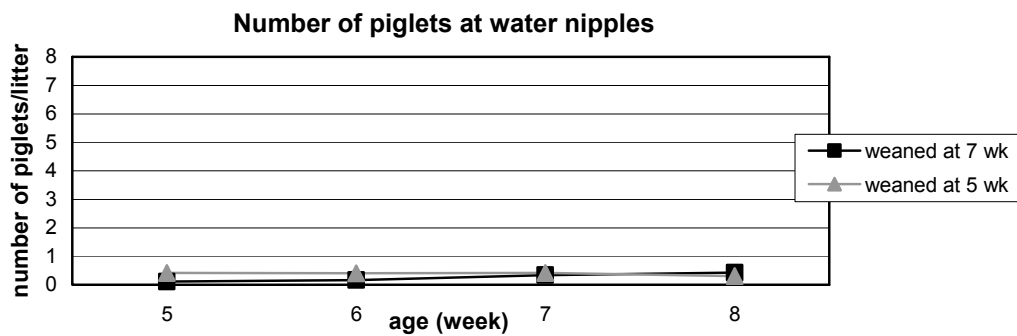 Number of piglets at water nipples
number of piglets/litter
8
7
6
5
4
3
2
1
0
5 6 7 8
age (week)
weaned at 7 wk
weaned at 5 wk